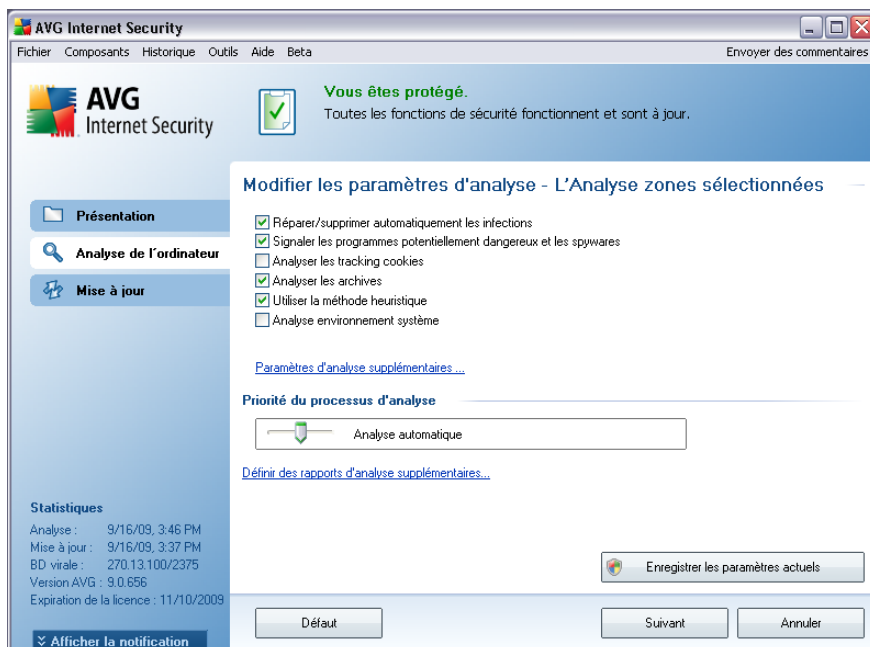 AVG Internet Security
Fichier Composants Historique Outils Aide Beta Envoyer des commentaires
AVG
Internet Security
Vous êtes protégé.
Toutes les fonctions de sécurité fonctionnent et sont à jour.
Présentation
Analyse de l'ordinateur
Mise à jour
Modifier les paramètres d'analyse - L'Analyse zones sélectionnées
Réparer/supprimer automatiquement les infections
Signaler les programmes potentiellement dangereux et les spywares
Analyser les tracking cookies
Analyser les archives
Utiliser la méthode heuristique
Analyse environnement système
Paramètres d'analyse supplémentaires ...
Priorité du processus d'analyse
Analyse automatique
Définir des rapports d'analyse supplémentaires...
Statistiques
Analyse : 9/16/09, 3:46 PM
Mise à jour : 9/16/09, 3:37 PM
BD virale : 270.13.100/2375
Version AVG : 9.0.656
Expiration de la licence : 11/10/2009
Afficher la notification
Enregistrer les paramètres actuels
Défaut
Suivant
Annuler